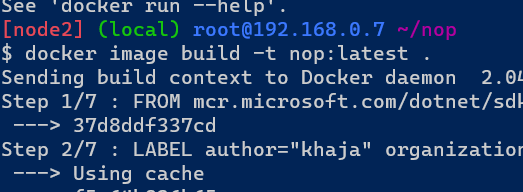 See 'docker run --help'.
[node2] (local) root@192.168.0.7 ~/nop
$ docker image build -t nop:latest .
Sending build context to Docker daemon 2.04
Step 1/7 : FROM mcr.microsoft.com/dotnet/sdk
---> 37d8ddf337cd
Step 2/7 : LABEL author="khaja" organization
---> Using cache